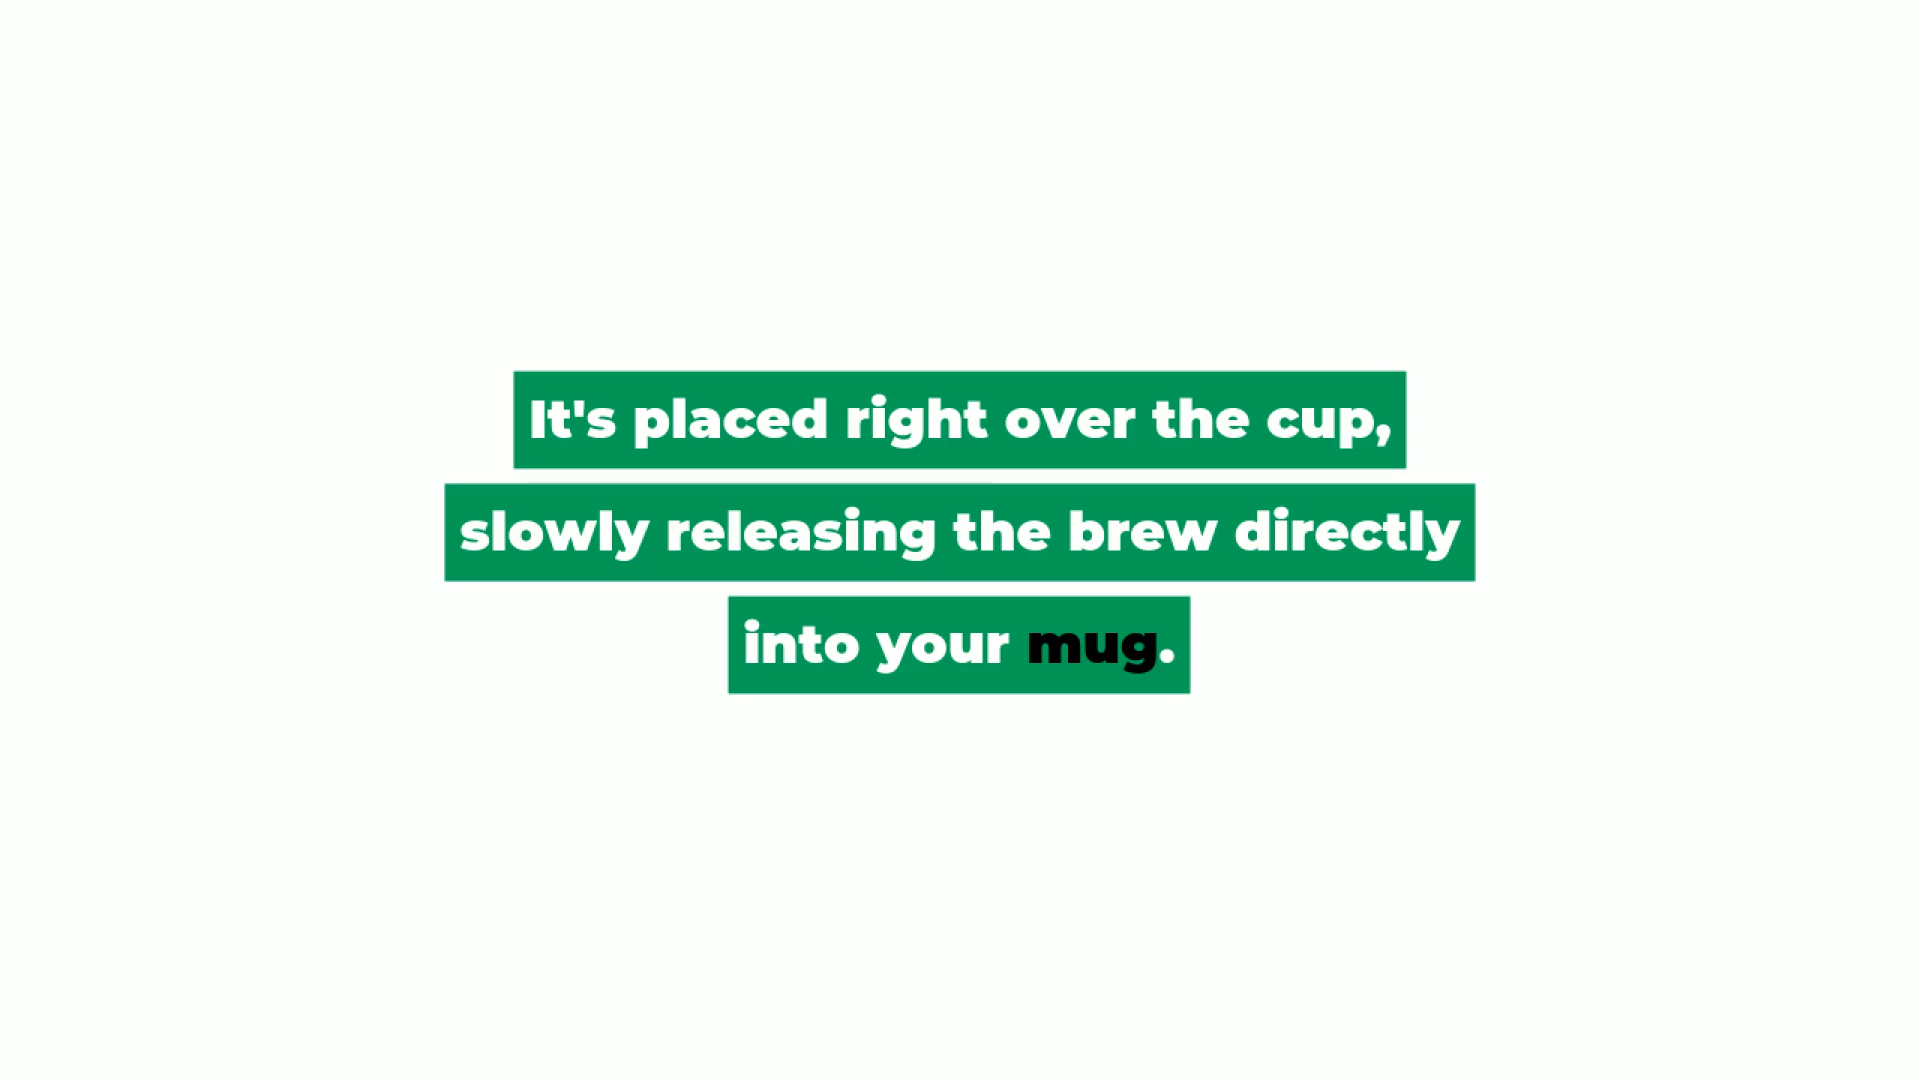 It's placed right over the cup,
slowly releasing the brew directly
into your mug.